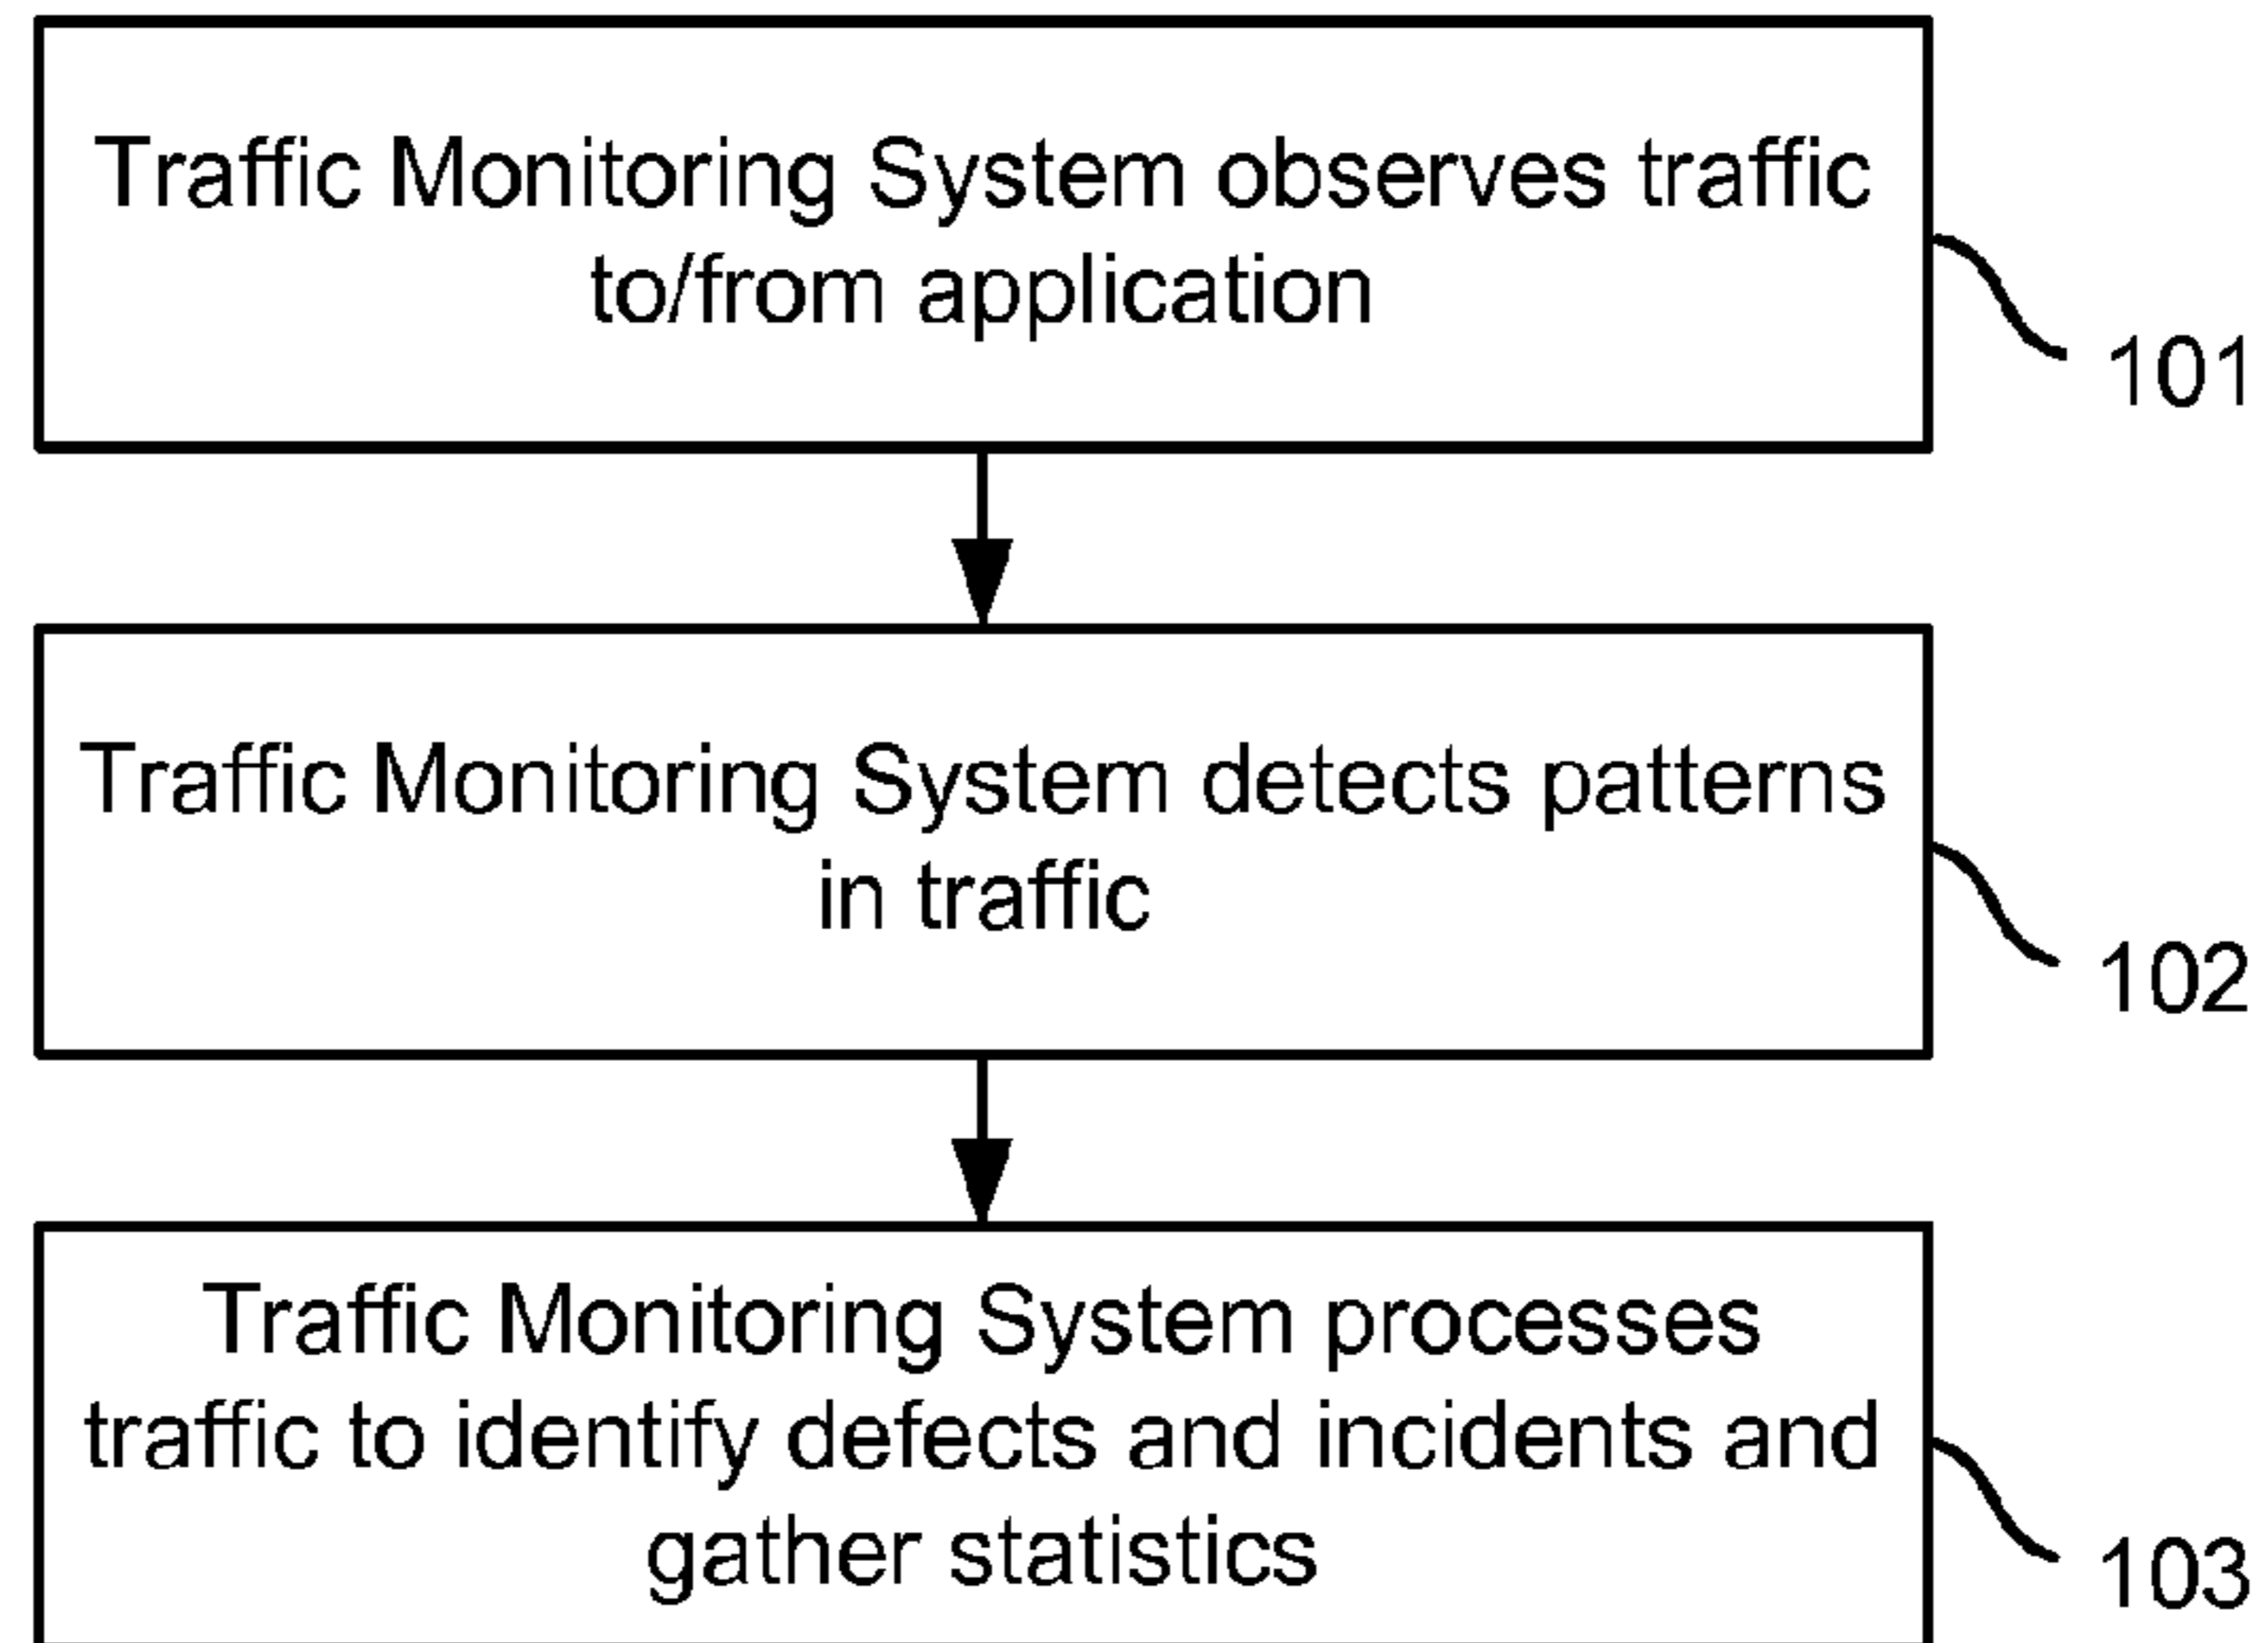 Traffic Monitoring System observes traffic
to/from application
101
Traffic Monitoring System detects patterns
in traffic
102
Traffic Monitoring System processes
traffic to identify defects and incidents and
gather statistics
103